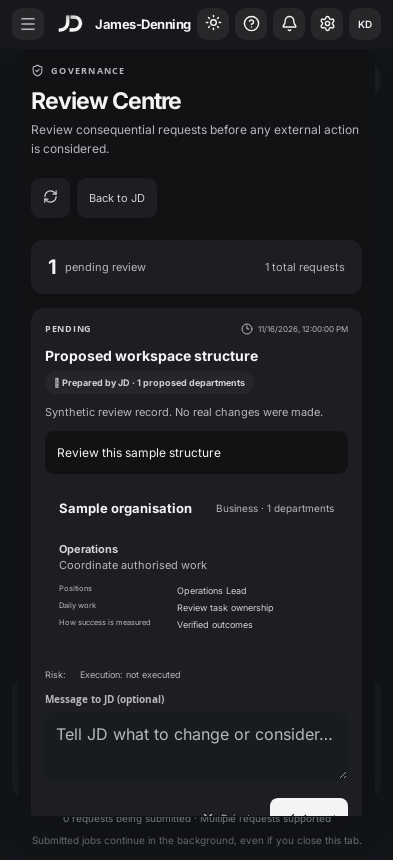 JD James-Denning KD
GOVERNANCE
Review Centre
Review consequential requests before any external action
is considered.
Back to JD
1 pending review 1 total requests
PENDING 11/16/2026, 12:00:00 PM
Proposed workspace structure
Prepared by JD · 1 proposed departments
Synthetic review record. No real changes were made.
Review this sample structure
Sample organisation Business · 1 departments
Operations
Coordinate authorised work
Positions Operations Lead
Daily work Review task ownership
How success is measured Verified outcomes
Risk: Execution: not executed
Message to JD (optional)
Tell JD what to change or consider...
0 requests being submitted · Multiple requests supported
Submitted jobs continue in the background, even if you close this tab.